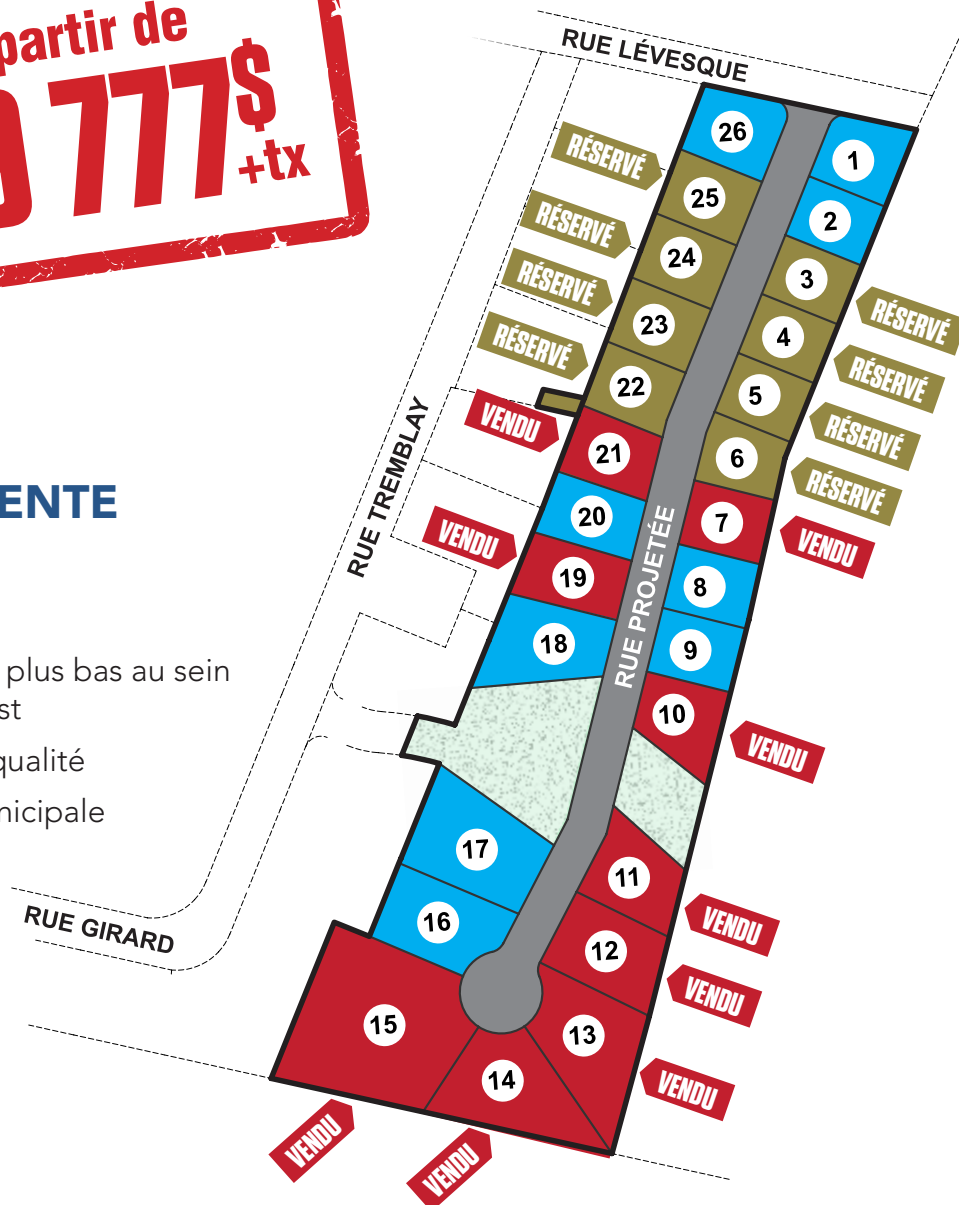 partir de
777$
+tx
ENTE
plus bas au sein
st
qualité
nicipale
RUE LÉVESQUE
RUE TREMBLAY
RUE GIRARD
RUE PROJETÉE
26
25
24
23
22
21
20
19
18
17
16
15
14
13
12
11
10
9
8
7
6
5
4
3
2
1
RÉSERVÉ
RÉSERVÉ
RÉSERVÉ
RÉSERVÉ
VENDU
VENDU
RÉSERVÉ
RÉSERVÉ
RÉSERVÉ
RÉSERVÉ
VENDU
VENDU
VENDU
VENDU
VENDU
VENDU
VENDU